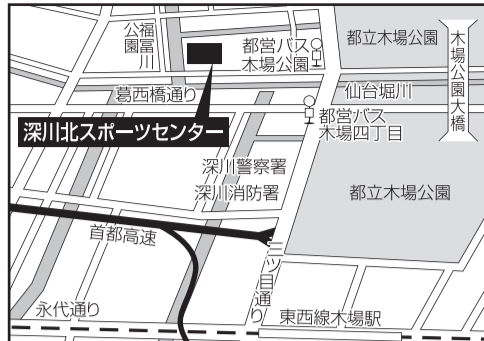 福富川
公園
都営バス
木場公園
都立木場公園
木場公園大橋
葛西橋通り
仙台堀川
深川北スポーツセンター
都営バス
木場四丁目
深川警察署
深川消防署
都立木場公園
首都高速
三ツ目通り
永代通り
東西線木場駅